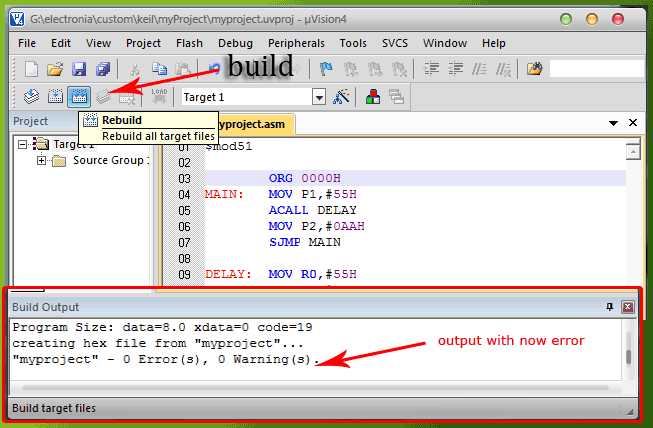 G:\electronia\custom\keil\myProject\myproject.uvproj - µVision4
File Edit View Project Flash Debug Peripherals Tools SVCS Window Help
build
LOAD
Target 1
Project
Rebuild
Rebuild all target files
yproject.asm
Target 1
Source Group 1
01 $mod51
02
03 ORG 0000H
04 MAIN: MOV P1,#55H
05 ACALL DELAY
06 MOV P2,#0AAH
07 SJMP MAIN
08
09 DELAY: MOV R0,#55H
Build Output
Program Size: data=8.0 xdata=0 code=19
creating hex file from "myproject"...
"myproject" - 0 Error(s), 0 Warning(s).
output with now error
Build target files